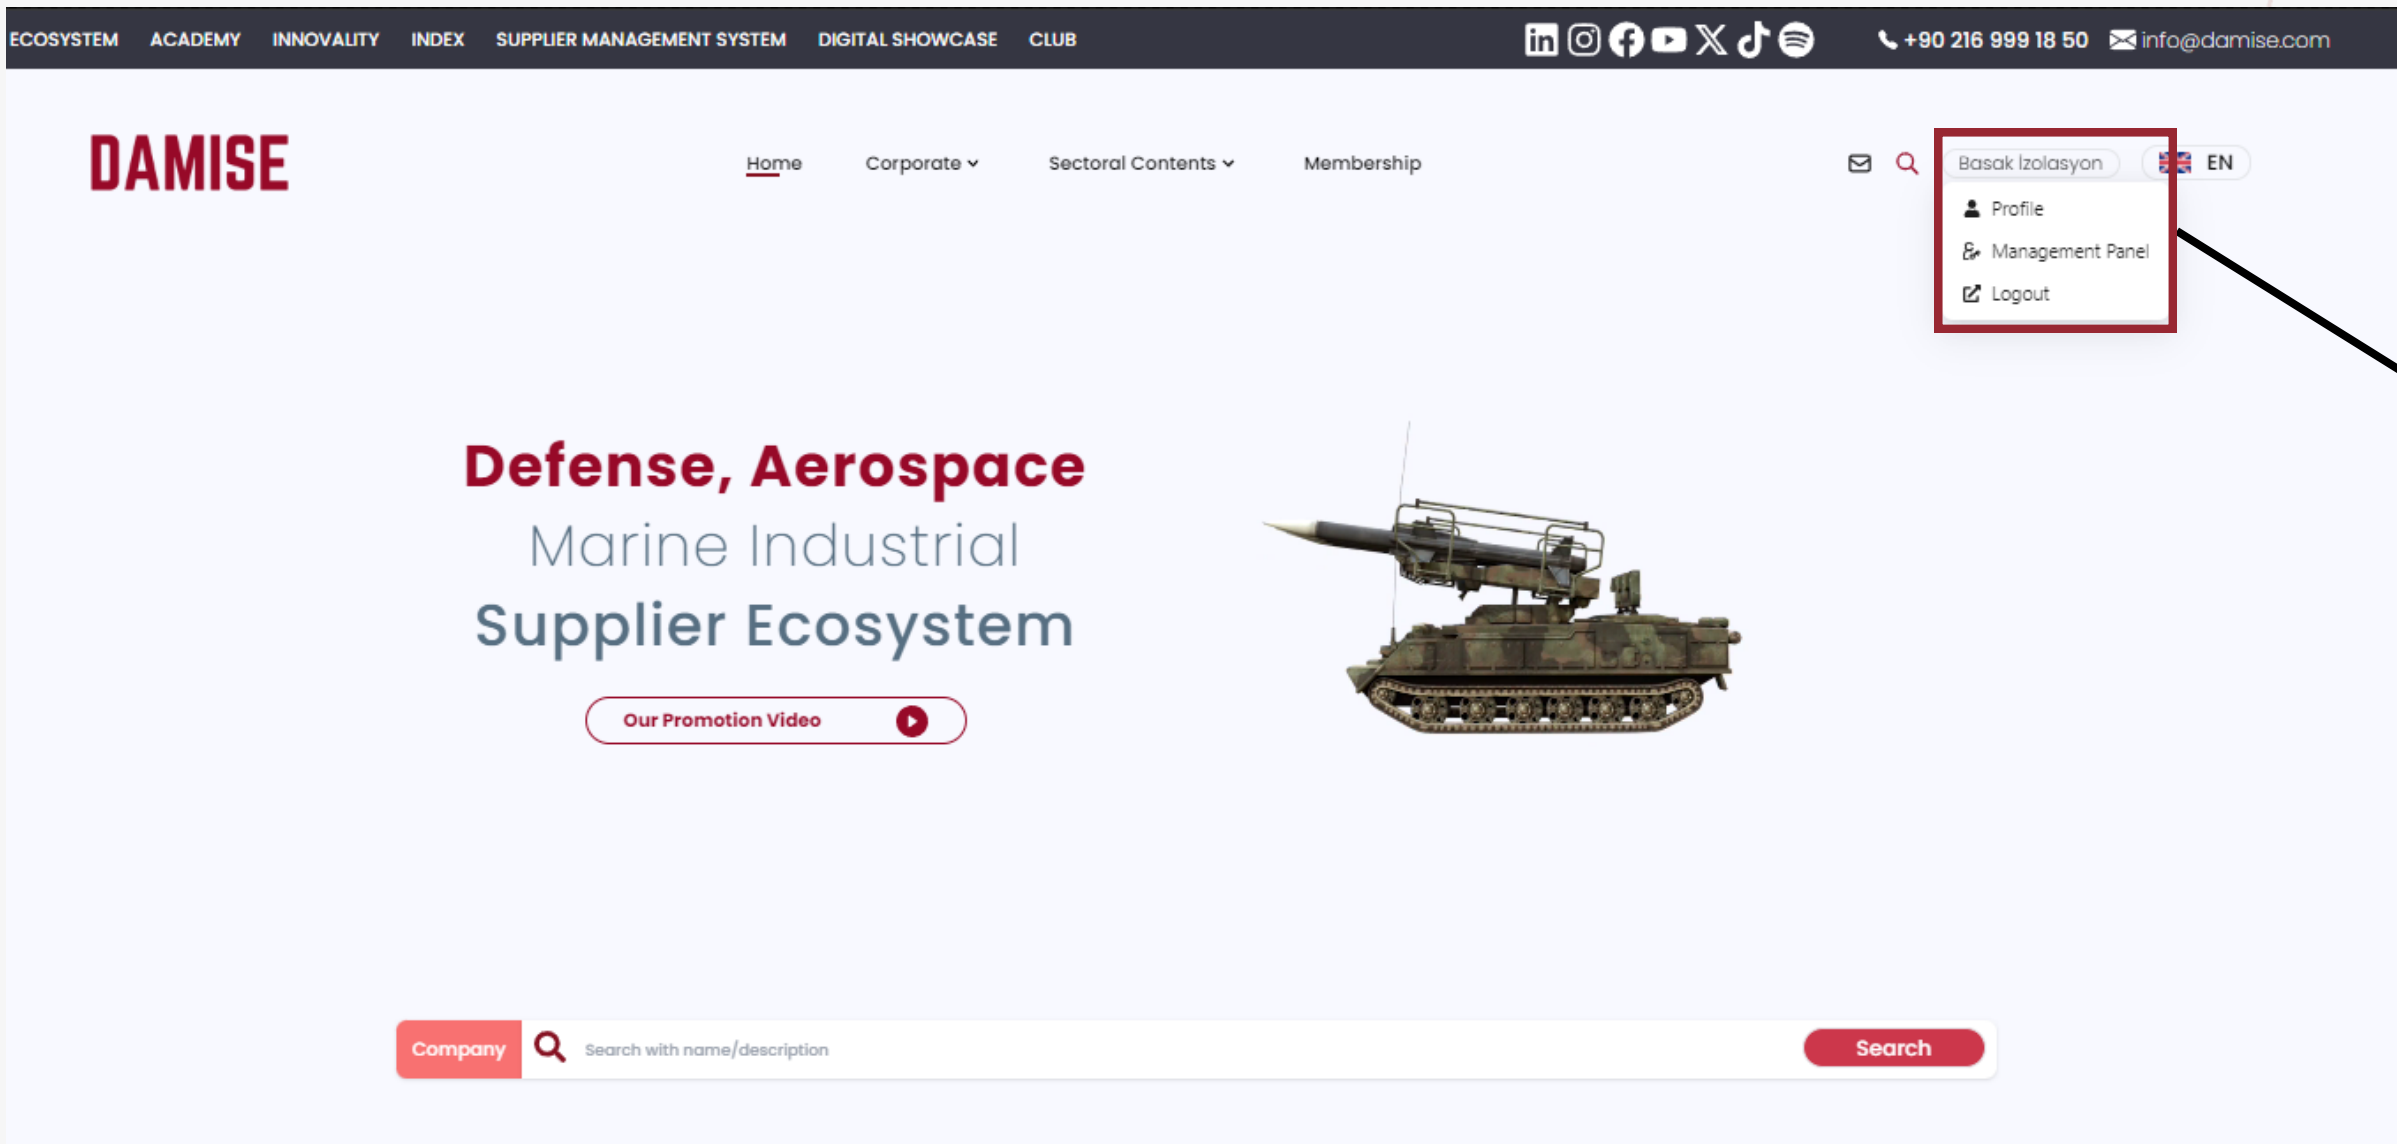 ECOSYSTEM ACADEMY INNOVALITY INDEX SUPPLIER MANAGEMENT SYSTEM DIGITAL SHOWCASE CLUB +90 216 999 18 50 info@damise.com
DAMISE Home Corporate Sectoral Contents Membership Basak İzolasyon EN
Profile
Management Panel
Logout
Defense, Aerospace
Marine Industrial
Supplier Ecosystem
Our Promotion Video
Company Search with name/description Search